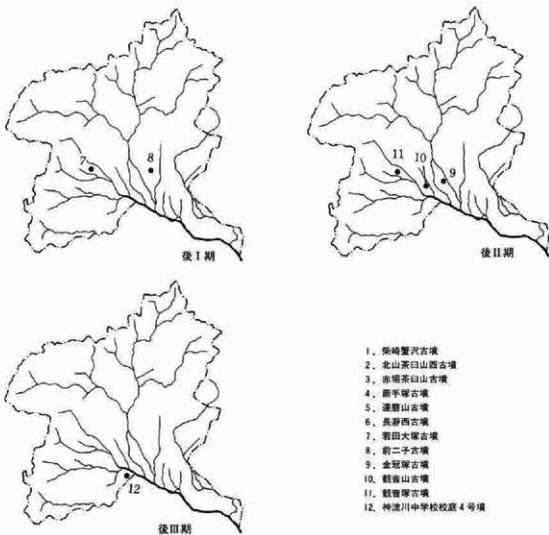 7
8
後I期
11
10
9
後II期
12
後III期
1、柴崎蟹沢古墳
2、北山茶臼山西古墳
3、赤堀茶臼山古墳
4、蕨手塚古墳
5、達磨山古墳
6、長瀞西古墳
7、若田大塚古墳
8、前二子古墳
9、金冠塚古墳
10、観音山古墳
11、観音塚古墳
12、神流川中学校校庭4号墳